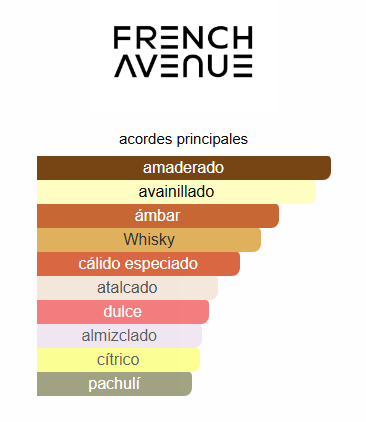 FRENCH
AVENUE
acordes principales
amaderado
avainillado
ámbar
Whisky
cálido especiado
atalcado
dulce
almizclado
cítrico
pachulí